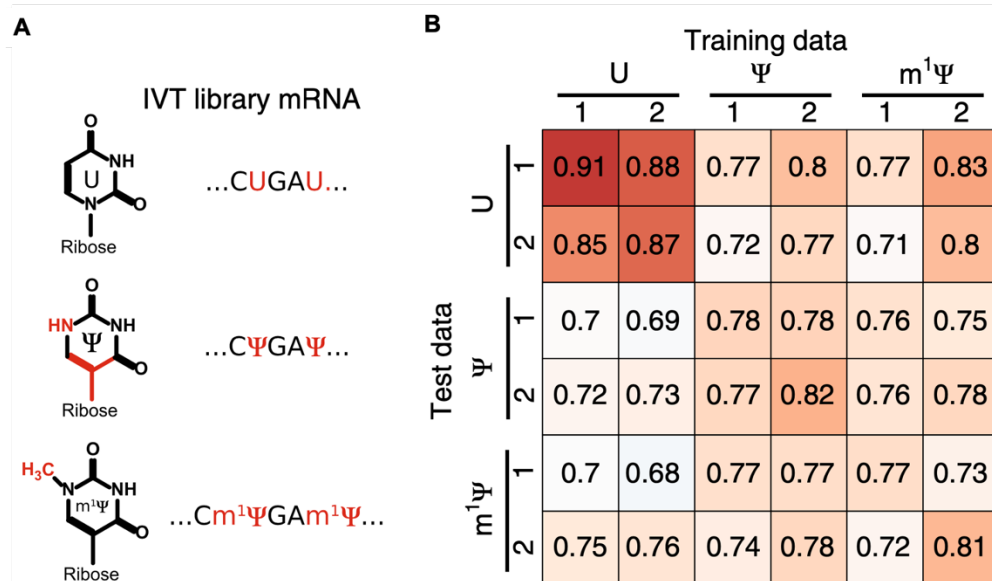 A
IVT library mRNA
O
NH
U
N
O
Ribose
...CUGAU...
O
HN
NH
Ψ
O
Ribose
...CΨGAΨ...
H₃C
O
N
NH
m¹Ψ
O
Ribose
...Cm¹ΨGAm¹Ψ...
B
Training data
U Ψ m¹Ψ
1 2 1 2 1 2
Test data
U
1 0.91 0.88 0.77 0.8 0.77 0.83
2 0.85 0.87 0.72 0.77 0.71 0.8
Ψ
1 0.7 0.69 0.78 0.78 0.76 0.75
2 0.72 0.73 0.77 0.82 0.76 0.78
m¹Ψ
1 0.7 0.68 0.77 0.77 0.77 0.73
2 0.75 0.76 0.74 0.78 0.72 0.81